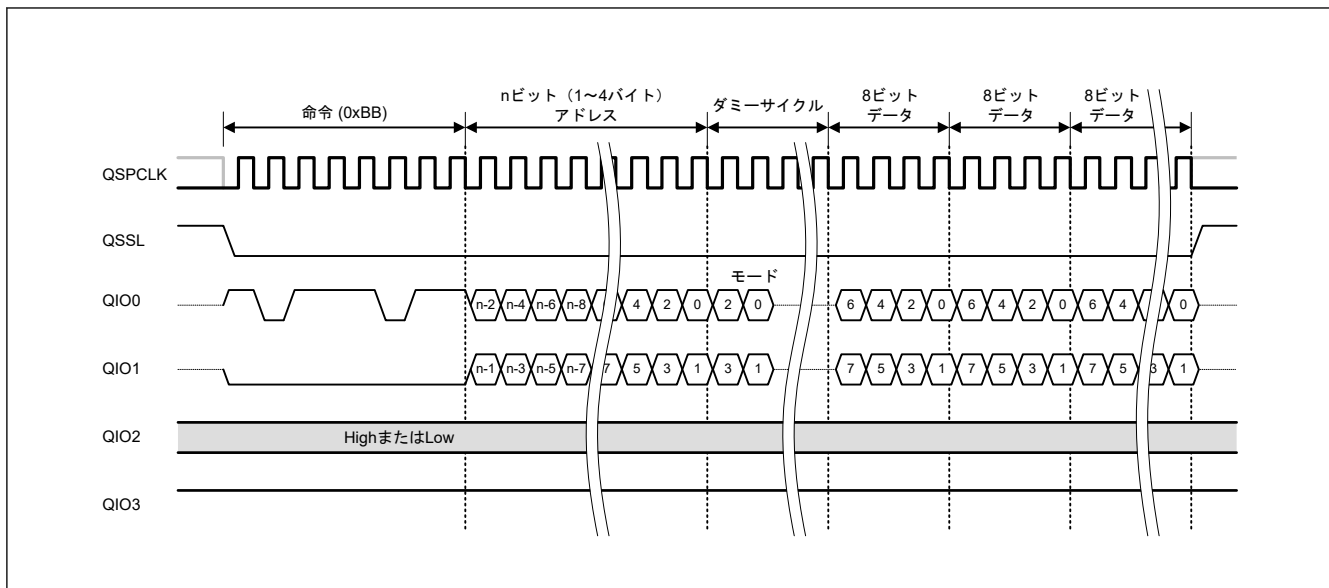 命令 (0xBB)
nビット（1～4バイト）
アドレス
ダミーサイクル
8ビット
データ
8ビット
データ
8ビット
データ
QSPCLK
QSSL
モード
QIO0
n-2 n-4 n-6 n-8 4 2 0 2 0 6 4 2 0 6 4 2 0 6 4 0
QIO1
n-1 n-3 n-5 n-7 7 5 3 1 3 1 7 5 3 1 7 5 3 1 7 5 3 1
QIO2
HighまたはLow
QIO3